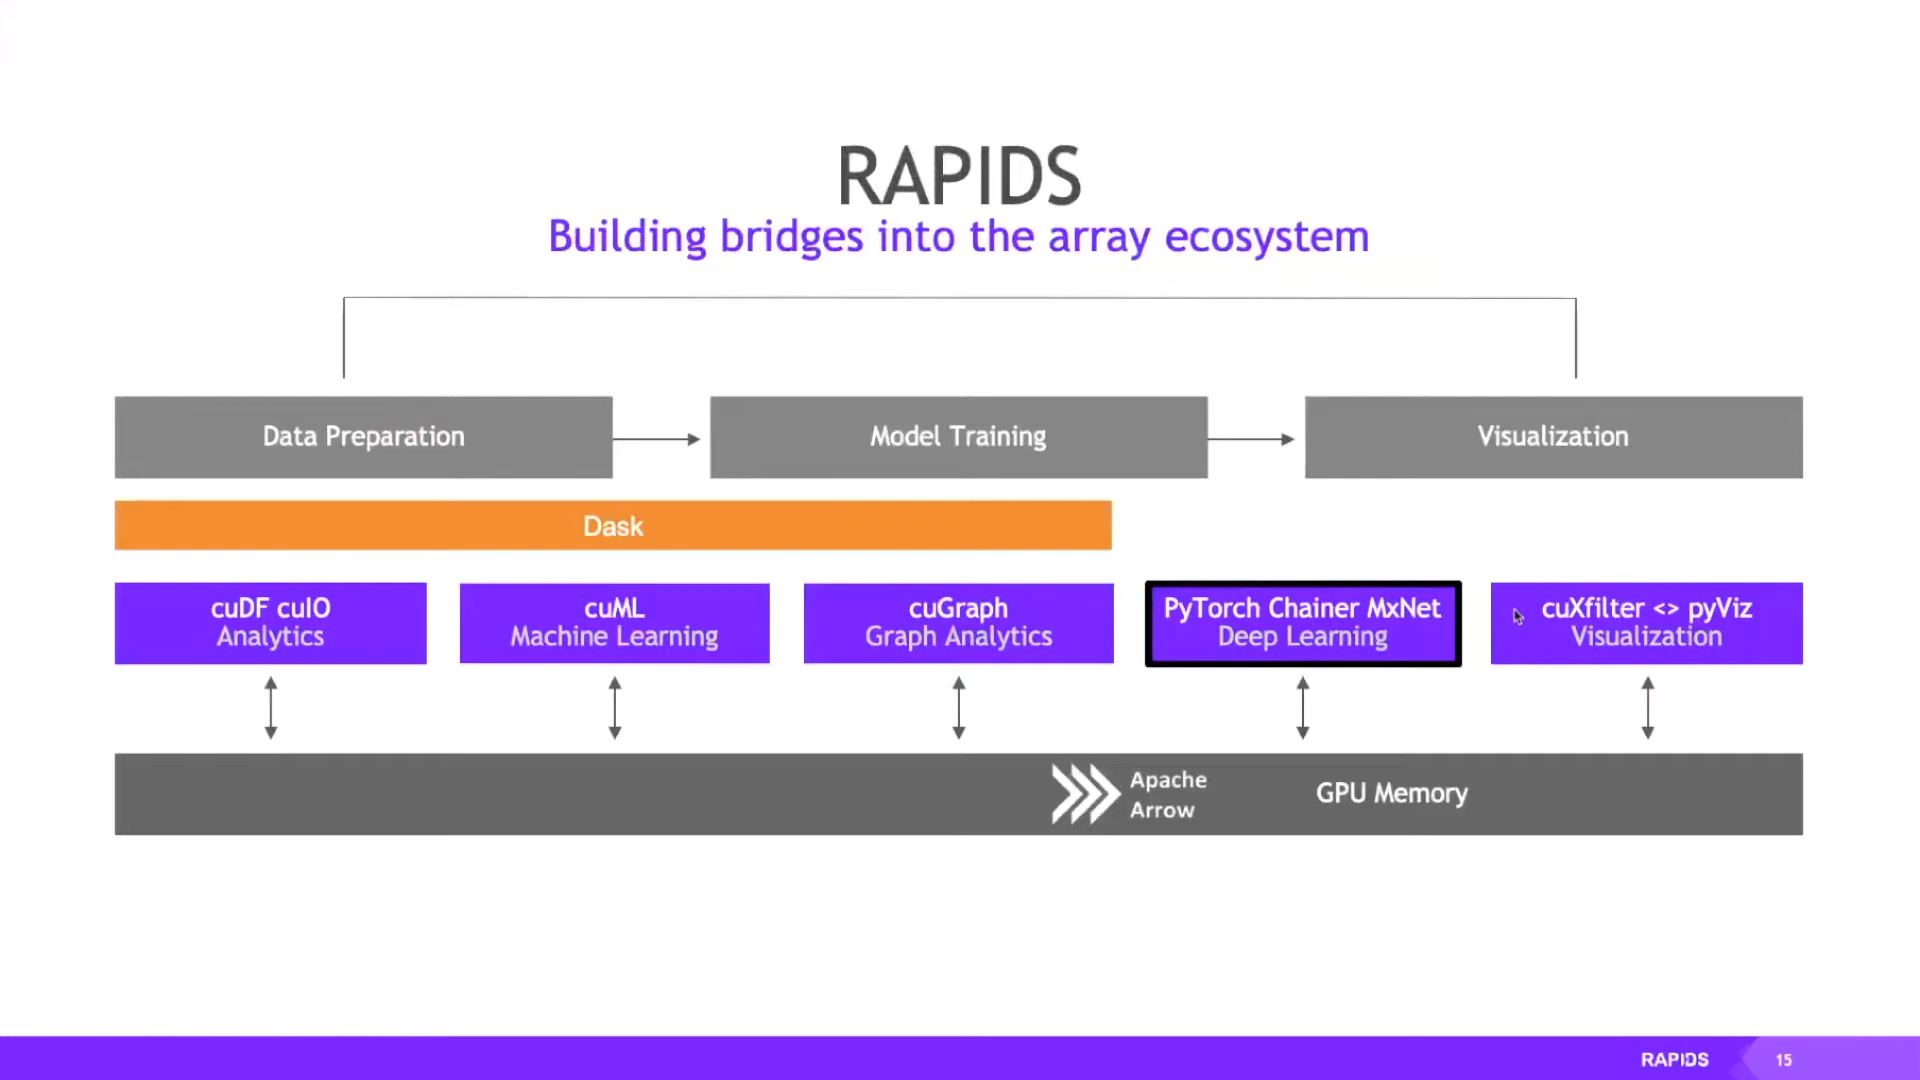 RAPIDS
Building bridges into the array ecosystem
Data Preparation
Model Training
Visualization
Dask
cuDF cuIO
Analytics
cuML
Machine Learning
cuGraph
Graph Analytics
PyTorch Chainer MxNet
Deep Learning
cuXfilter <> pyViz
Visualization
Apache
Arrow
GPU Memory
RAPIDS
15